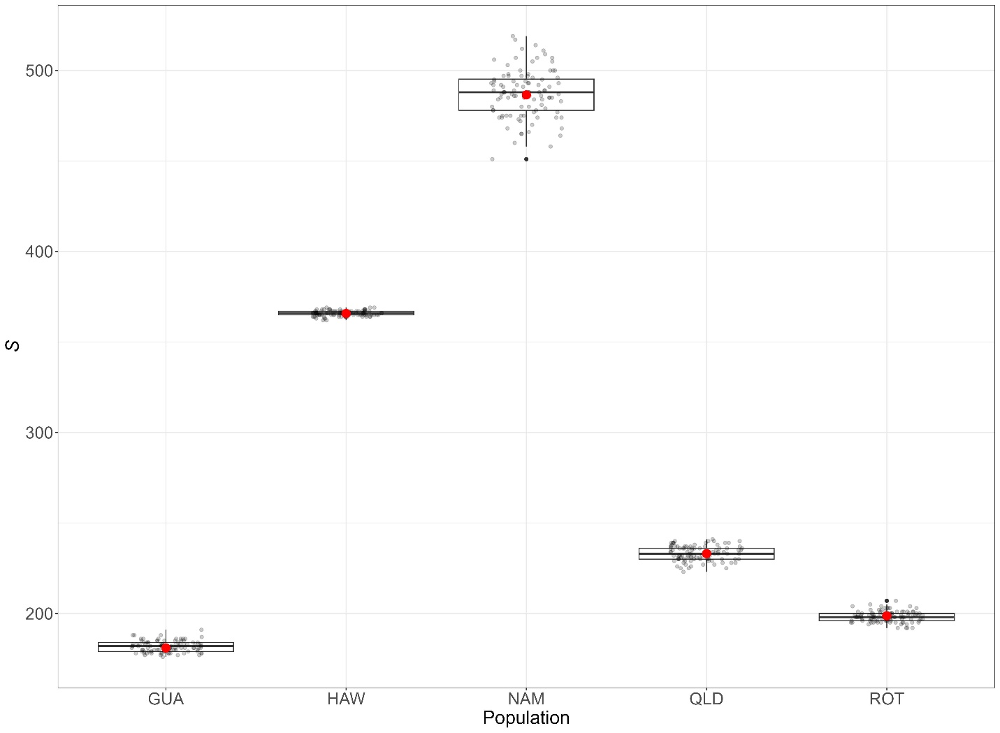 S
500
400
300
200
GUA HAW NAM QLD ROT
Population